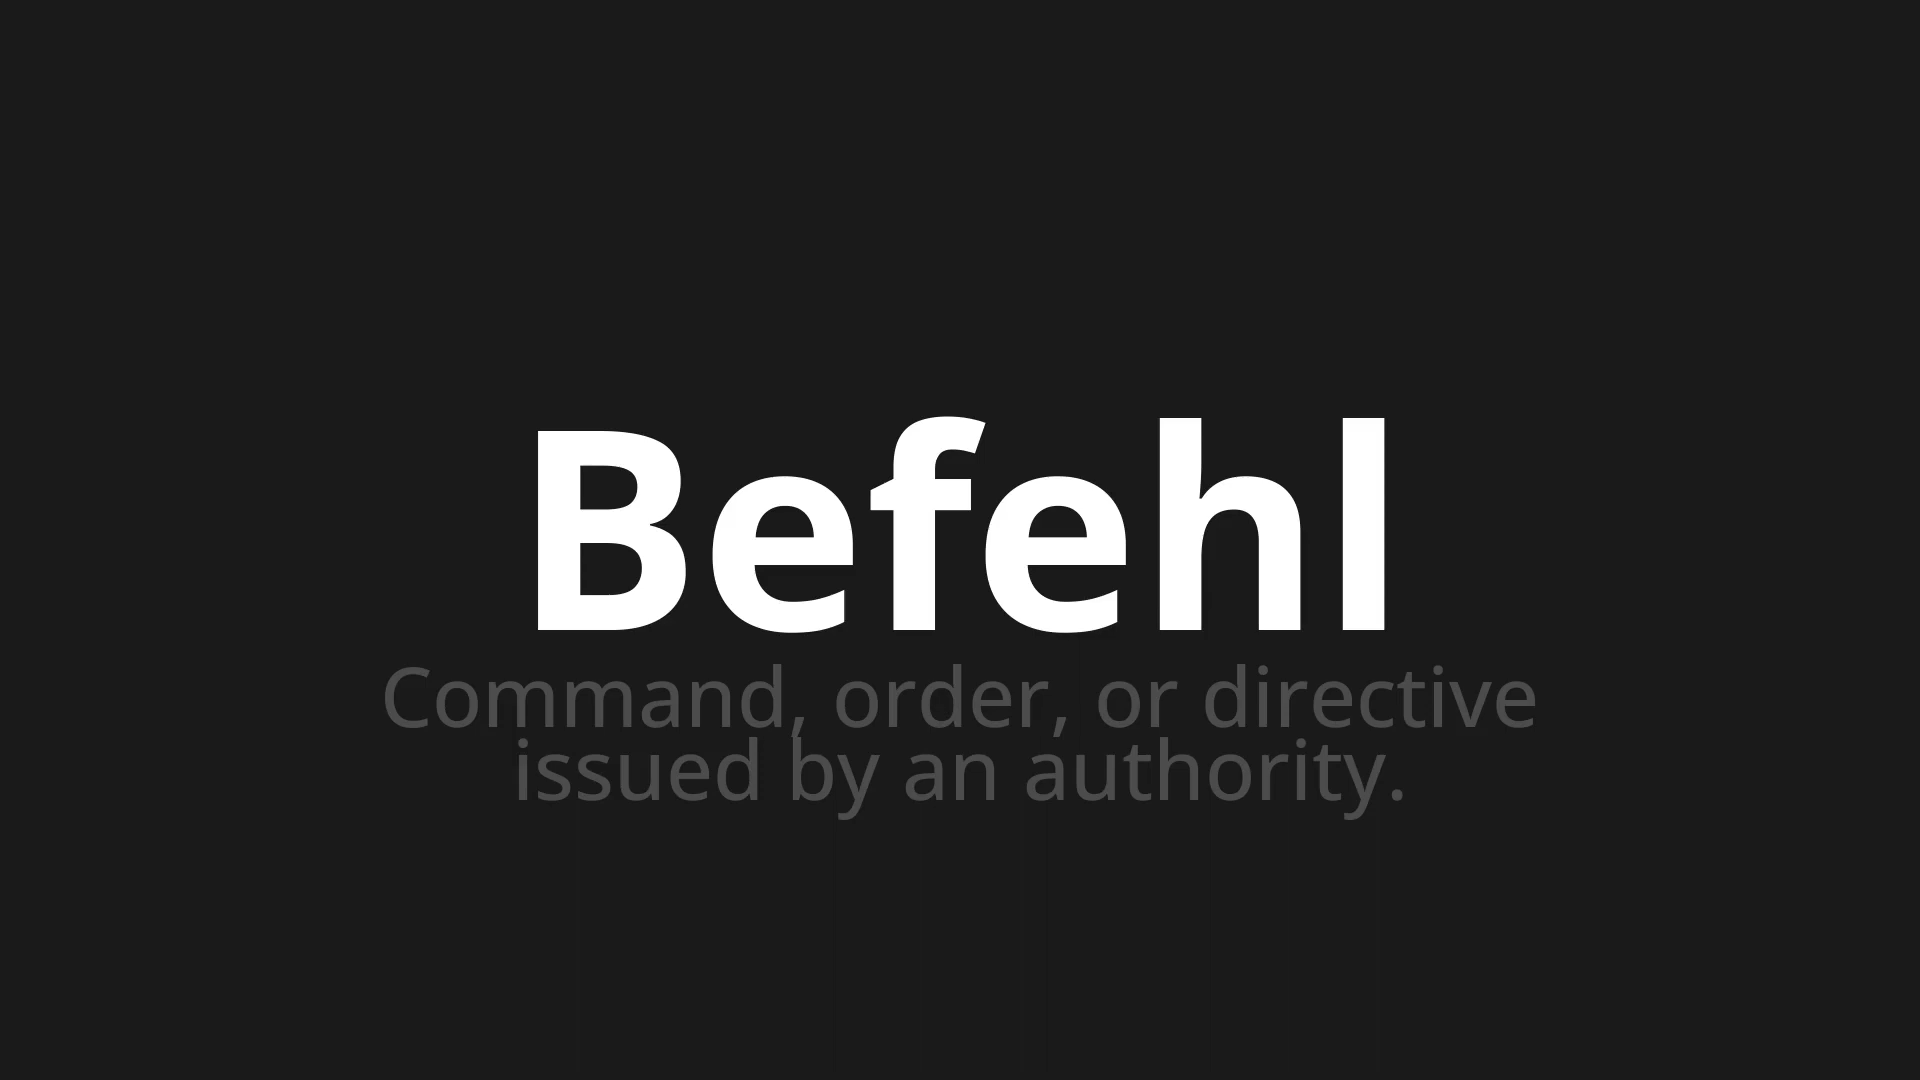 Befehl
Command, order, or directive
issued by an authority.